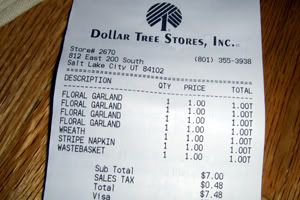 DOLLAR TREE STORES, INC.
Store# 2670
812 East 200 South (801) 355-3938
Salt Lake City UT 84102
DESCRIPTION QTY PRICE TOTAL
FLORAL GARLAND 1 1.00 1.00T
FLORAL GARLAND 1 1.00 1.00T
FLORAL GARLAND 1 1.00 1.00T
FLORAL GARLAND 1 1.00 1.00T
WREATH 1 1.00 1.00T
STRIPE NAPKIN 1 1.00 1.00T
WASTEBASKET 1 1.00 1.00T
Sub Total $7.00
SALES TAX $0.48
Total $7.48
Visa